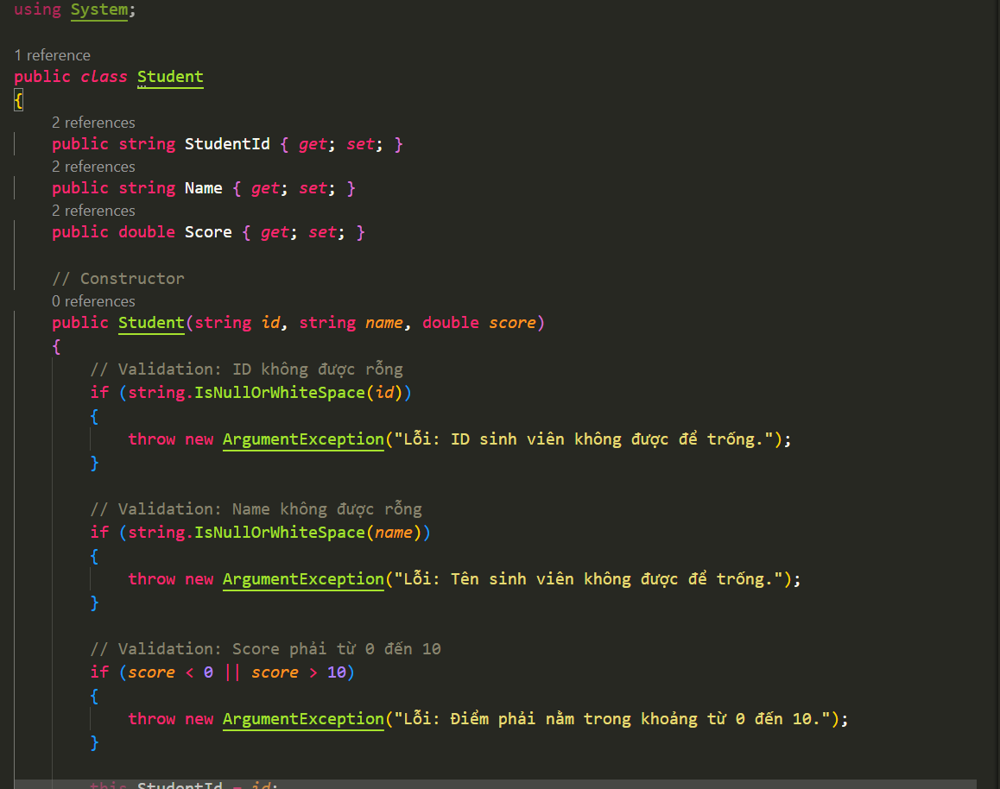 using System;
1 reference
public class Student
{
2 references
public string StudentId { get; set; }
2 references
public string Name { get; set; }
2 references
public double Score { get; set; }
// Constructor
0 references
public Student(string id, string name, double score)
{
// Validation: ID không được rỗng
if (string.IsNullOrWhiteSpace(id))
{
throw new ArgumentException("Lỗi: ID sinh viên không được để trống.");
}
// Validation: Name không được rỗng
if (string.IsNullOrWhiteSpace(name))
{
throw new ArgumentException("Lỗi: Tên sinh viên không được để trống.");
}
// Validation: Score phải từ 0 đến 10
if (score < 0 || score > 10)
{
throw new ArgumentException("Lỗi: Điểm phải nằm trong khoảng từ 0 đến 10.");
}
this.StudentId = id;